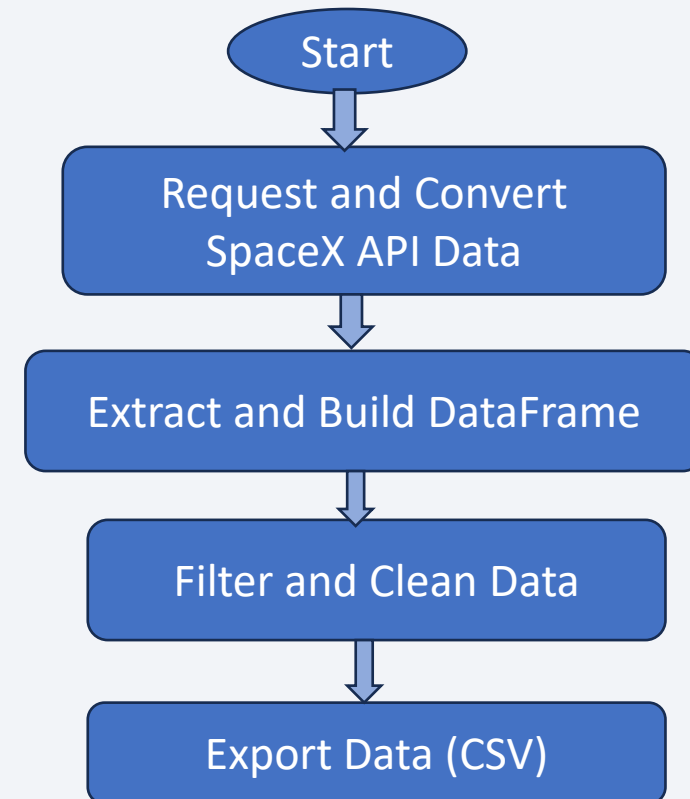 Start
Request and Convert
SpaceX API Data
Extract and Build DataFrame
Filter and Clean Data
Export Data (CSV)